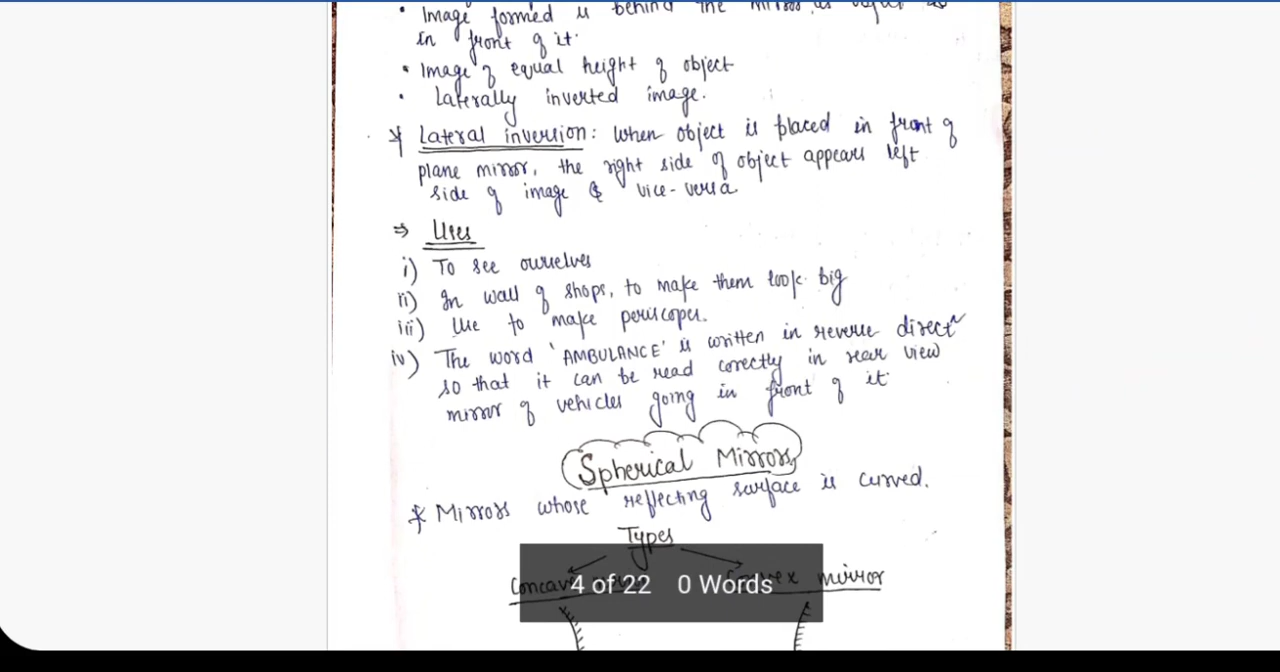 • Image formed is behind the mirror as
in front of it.
• Image of equal height of object
• Laterally inverted image.
* Lateral inversion: When object is placed in front of
plane mirror, the right side of object appears left
side of image & vice-versa
⇒ Uses
i) To see ourselves
ii) In wall of shops, to make them look big
iii) Use to make periscopes.
iv) The word 'AMBULANCE' is written in reverse directn
so that it can be read correctly in rear view
mirror of vehicles going in front of it.
Spherical Mirrors
* Mirrors whose reflecting surface is curved.
Types
Concave mirror
4 of 22 0 Words